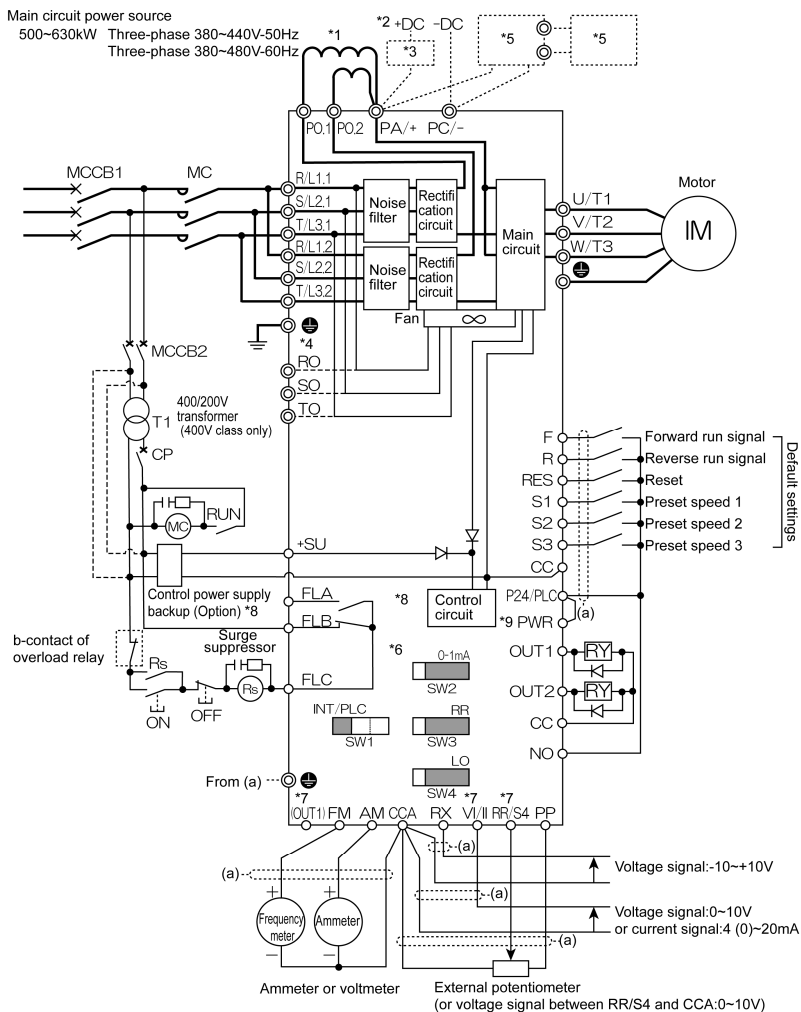 Main circuit power source
500~630kW Three-phase 380~440V-50Hz
Three-phase 380~480V-60Hz
*1
*2 +DC -DC
*3
*5
*5
PO.1
PO.2
PA/+
PC/-
MCCB1
MC
R/L1.1
S/L2.1
T/L3.1
R/L1.2
S/L2.2
T/L3.2
Noise
filter
Rectifi
cation
circuit
Noise
filter
Rectifi
cation
circuit
Main
circuit
Fan
U/T1
V/T2
W/T3
Motor
IM
*4
RO
SO
TO
MCCB2
400/200V
transformer
(400V class only)
T1
CP
MC
RUN
+SU
Control power supply
backup (Option) *8
F
R
RES
S1
S2
S3
CC
P24/PLC
*9 PWR
(a)
Forward run signal
Reverse run signal
Reset
Preset speed 1
Preset speed 2
Preset speed 3
Default settings
FLA
FLB
FLC
*8
Control
circuit
b-contact of
overload relay
Surge
suppressor
Rs
Rs
ON
OFF
*6
0-1mA
SW2
INT/PLC
SW1
RR
SW3
LO
SW4
OUT1
RY
OUT2
RY
CC
NO
From (a)
*7
*7
*7
(OUT1)
FM
AM
CCA
RX
VI/II
RR/S4
PP
(a)
(a)
(a)
(a)
Voltage signal:-10~+10V
Voltage signal:0~10V
or current signal:4 (0)~20mA
+
+
Frequency
meter
Ammeter
−
−
Ammeter or voltmeter
External potentiometer
(or voltage signal between RR/S4 and CCA:0~10V)